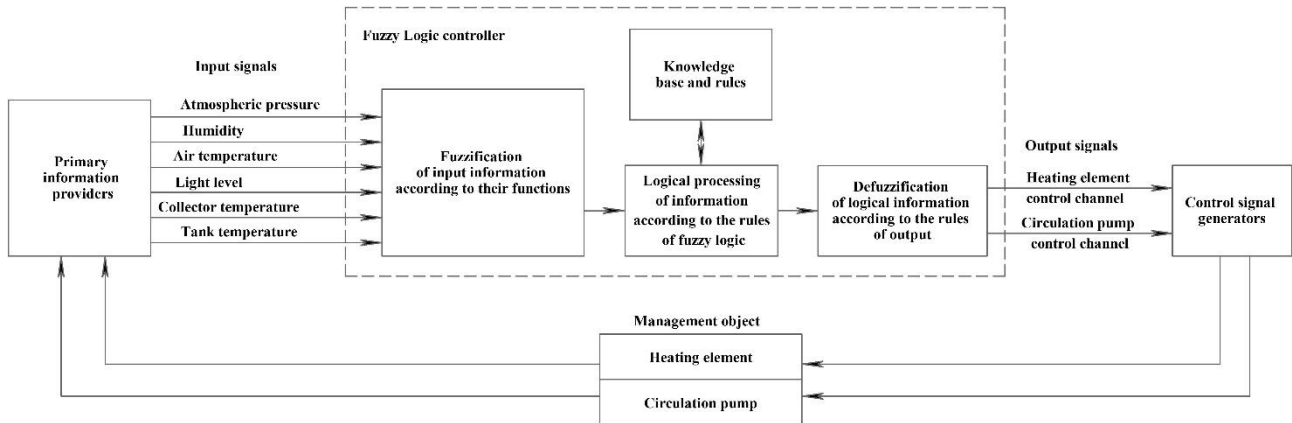 Fuzzy Logic controller
Input signals
Knowledge
base and rules
Atmospheric pressure
Humidity
Air temperature
Light level
Collector temperature
Tank temperature
Primary
information
providers
Fuzzification
of input information
according to their functions
Logical processing
of information
according to the rules
of fuzzy logic
Defuzzification
of logical information
according to the rules
of output
Output signals
Heating element
control channel
Circulation pump
control channel
Control signal
generators
Management object
Heating element
Circulation pump